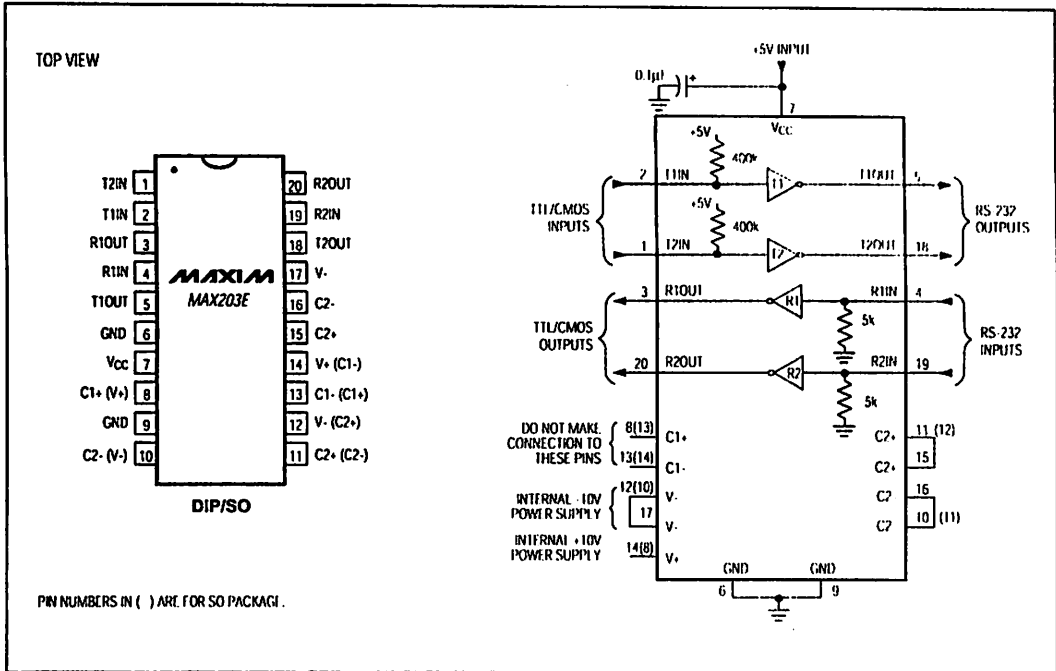 TOP VIEW
T2IN 1
T1IN 2
R1OUT 3
R1IN 4
T1OUT 5
GND 6
VCC 7
C1+ (V+) 8
GND 9
C2- (V-) 10
20 R2OUT
19 R2IN
18 T2OUT
17 V-
16 C2-
15 C2+
14 V+ (C1-)
13 C1- (C1+)
12 V- (C2+)
11 C2+ (C2-)
MAXIM
MAX203E
DIP/SO
PIN NUMBERS IN ( ) ARE FOR SO PACKAGE.
+5V INPUT
0.1µF
+
7
VCC
+5V
400k
2 T1IN T1 T1OUT 5
+5V
400k
1 T2IN T2 T2OUT 18
TTL/CMOS
INPUTS
RS-232
OUTPUTS
3 R1OUT R1 R1IN 4
5k
20 R2OUT R2 R2IN 19
5k
TTL/CMOS
OUTPUTS
RS-232
INPUTS
DO NOT MAKE
CONNECTION TO
THESE PINS
8(13) C1+
13(14) C1-
INTERNAL -10V
POWER SUPPLY
12(10) V-
17 V-
INTERNAL +10V
POWER SUPPLY
14(8) V+
C2+ 11 (12)
C2+ 15
C2 16
C2 10 (11)
GND GND
6 9